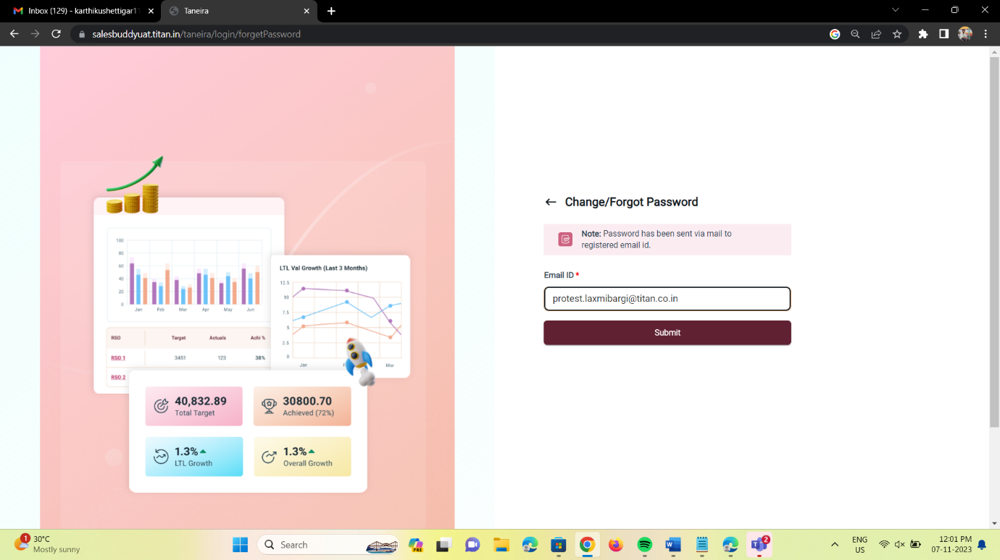 Inbox (129) - karthikushettigar11
Taneira
salesbuddyuat.titan.in/taneira/login/forgetPassword
100
80
60
40
20
0
Jan Feb Mar Apr May Jun
RSO Target Actuals Achi %
RSO 1 3451 123 38%
RSO 2
LTL Val Growth (Last 3 Months)
12.5
10
7.5
5
2.5
0
Jan F Mar
40,832.89
Total Target
30800.70
Achieved (72%)
1.3%
LTL Growth
1.3%
Overall Growth
Change/Forgot Password
Note: Password has been sent via mail to
registered email id.
Email ID *
protest.laxmibargi@titan.co.in
Submit
1
30°C
Mostly sunny
Search
PRE
2
ENG
US
12:01 PM
07-11-2023